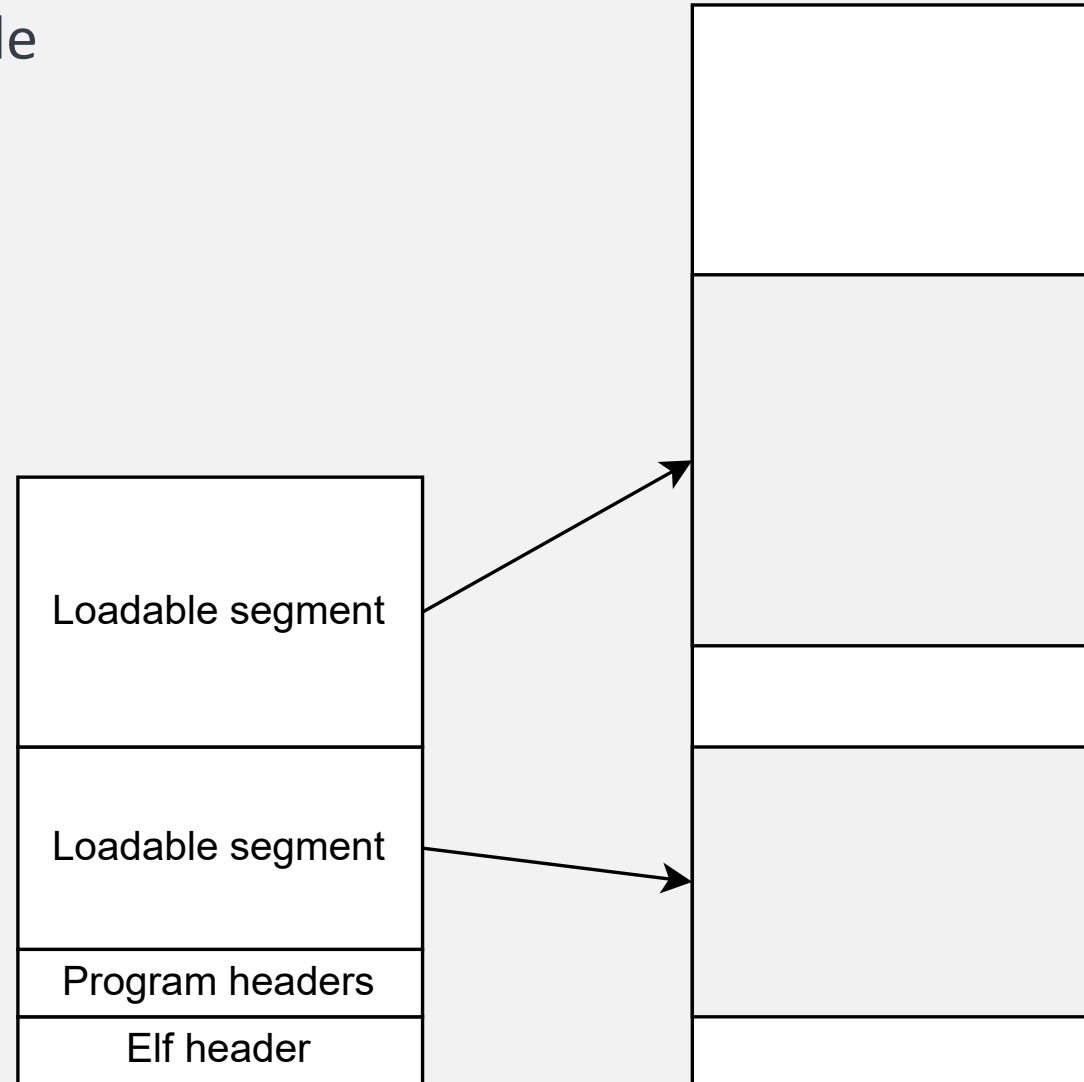 le
Loadable segment
Loadable segment
Program headers
Elf header